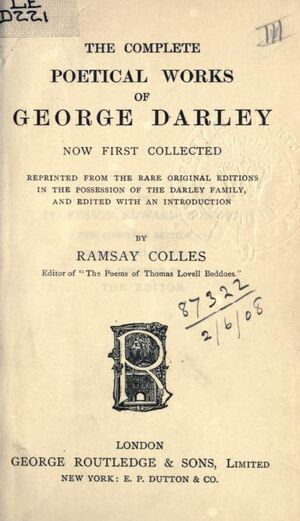 LE
D221
III
THE COMPLETE
POETICAL WORKS
OF
GEORGE DARLEY
NOW FIRST COLLECTED
REPRINTED FROM THE RARE ORIGINAL EDITIONS
IN THE POSSESSION OF THE DARLEY FAMILY,
AND EDITED WITH AN INTRODUCTION
BY
RAMSAY COLLES
Editor of "The Poems of Thomas Lovell Beddoes."
THE EDITOR
87322
2/6/08
R
LONDON
GEORGE ROUTLEDGE & SONS, LIMITED
NEW YORK: E. P. DUTTON & CO.